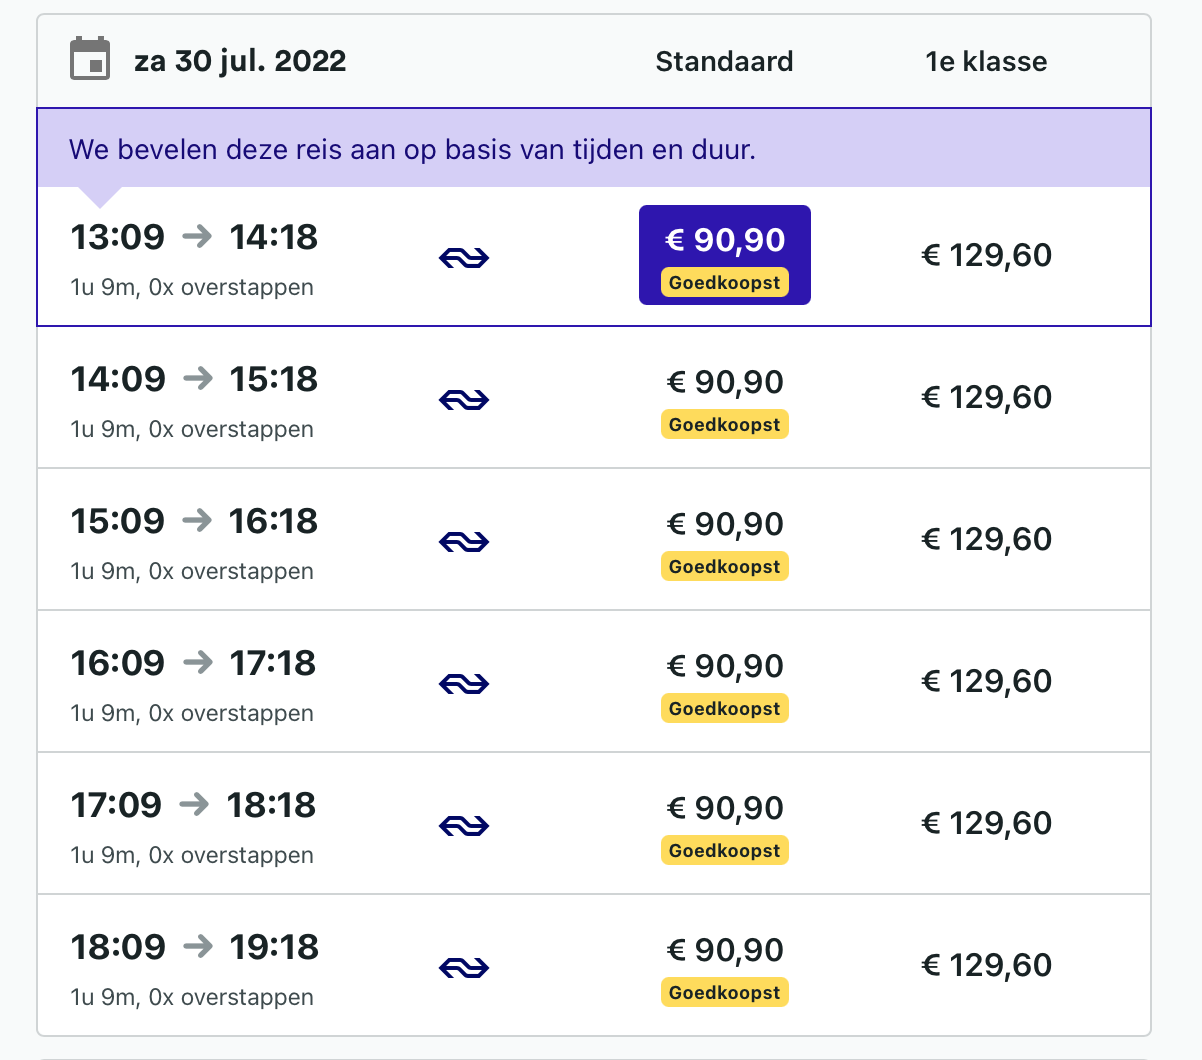 za 30 jul. 2022 Standaard 1e klasse
We bevelen deze reis aan op basis van tijden en duur.
13:09 → 14:18 € 90,90 € 129,60
1u 9m, 0x overstappen Goedkoopst
14:09 → 15:18 € 90,90 € 129,60
1u 9m, 0x overstappen Goedkoopst
15:09 → 16:18 € 90,90 € 129,60
1u 9m, 0x overstappen Goedkoopst
16:09 → 17:18 € 90,90 € 129,60
1u 9m, 0x overstappen Goedkoopst
17:09 → 18:18 € 90,90 € 129,60
1u 9m, 0x overstappen Goedkoopst
18:09 → 19:18 € 90,90 € 129,60
1u 9m, 0x overstappen Goedkoopst